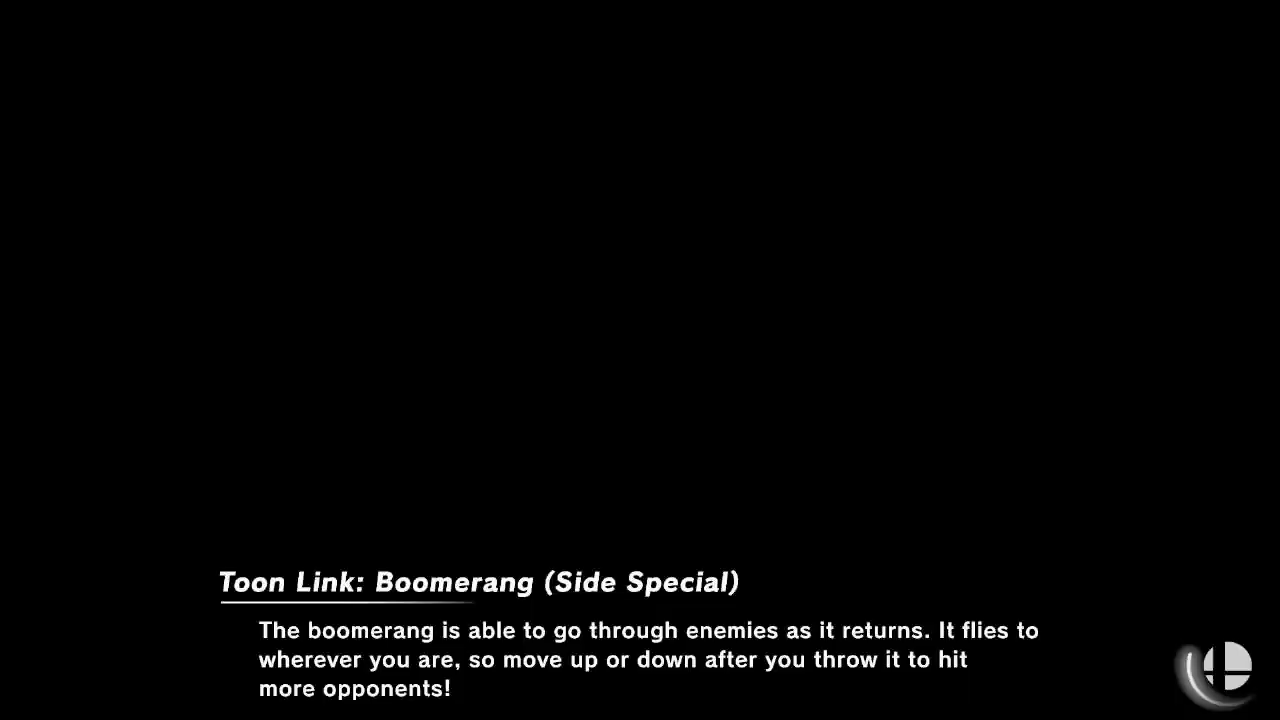 Toon Link: Boomerang (Side Special)
The boomerang is able to go through enemies as it returns. It flies to
wherever you are, so move up or down after you throw it to hit
more opponents!